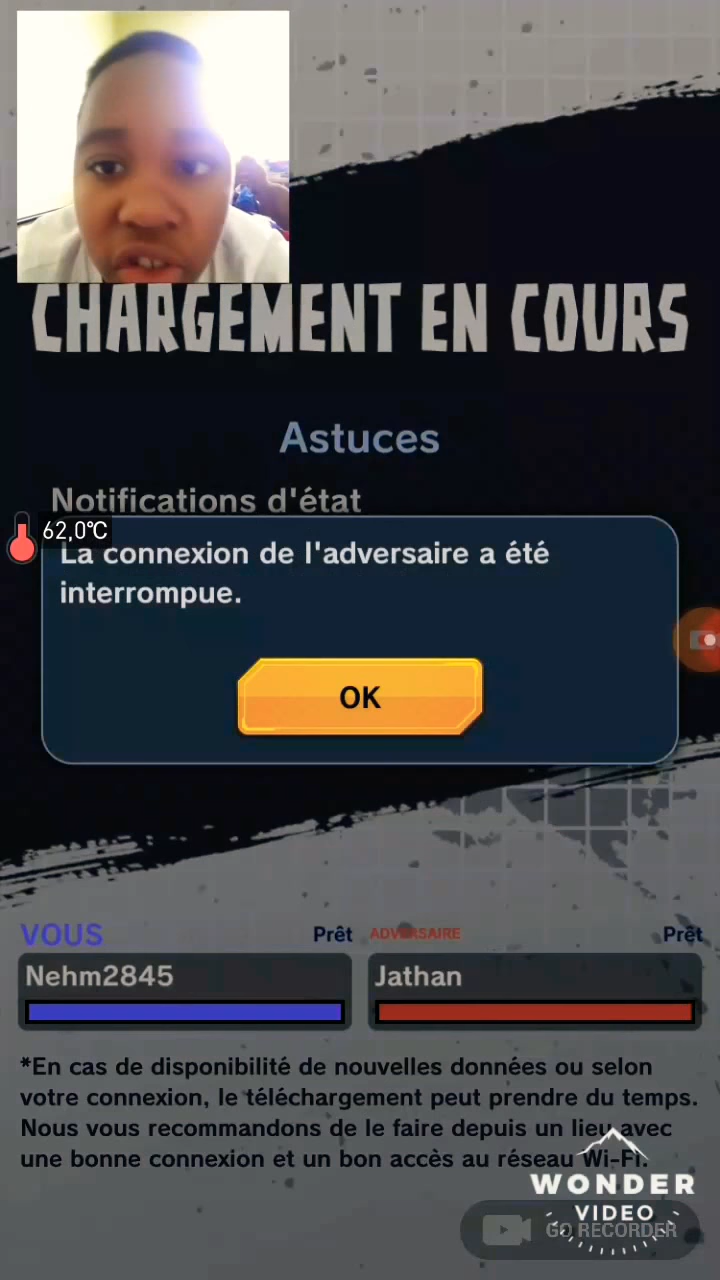 CHARGEMENT EN COURS
Astuces
Notifications d'état
62,0℃
La connexion de l'adversaire a été
interrompue.
OK
VOUS
Prêt
ADVERSAIRE
Prêt
Nehm2845
Jathan
*En cas de disponibilité de nouvelles données ou selon
votre connexion, le téléchargement peut prendre du temps.
Nous vous recommandons de le faire depuis un lieu avec
une bonne connexion et un bon accès au réseau Wi-Fi.
WONDER
VIDEO
GO RECORDER